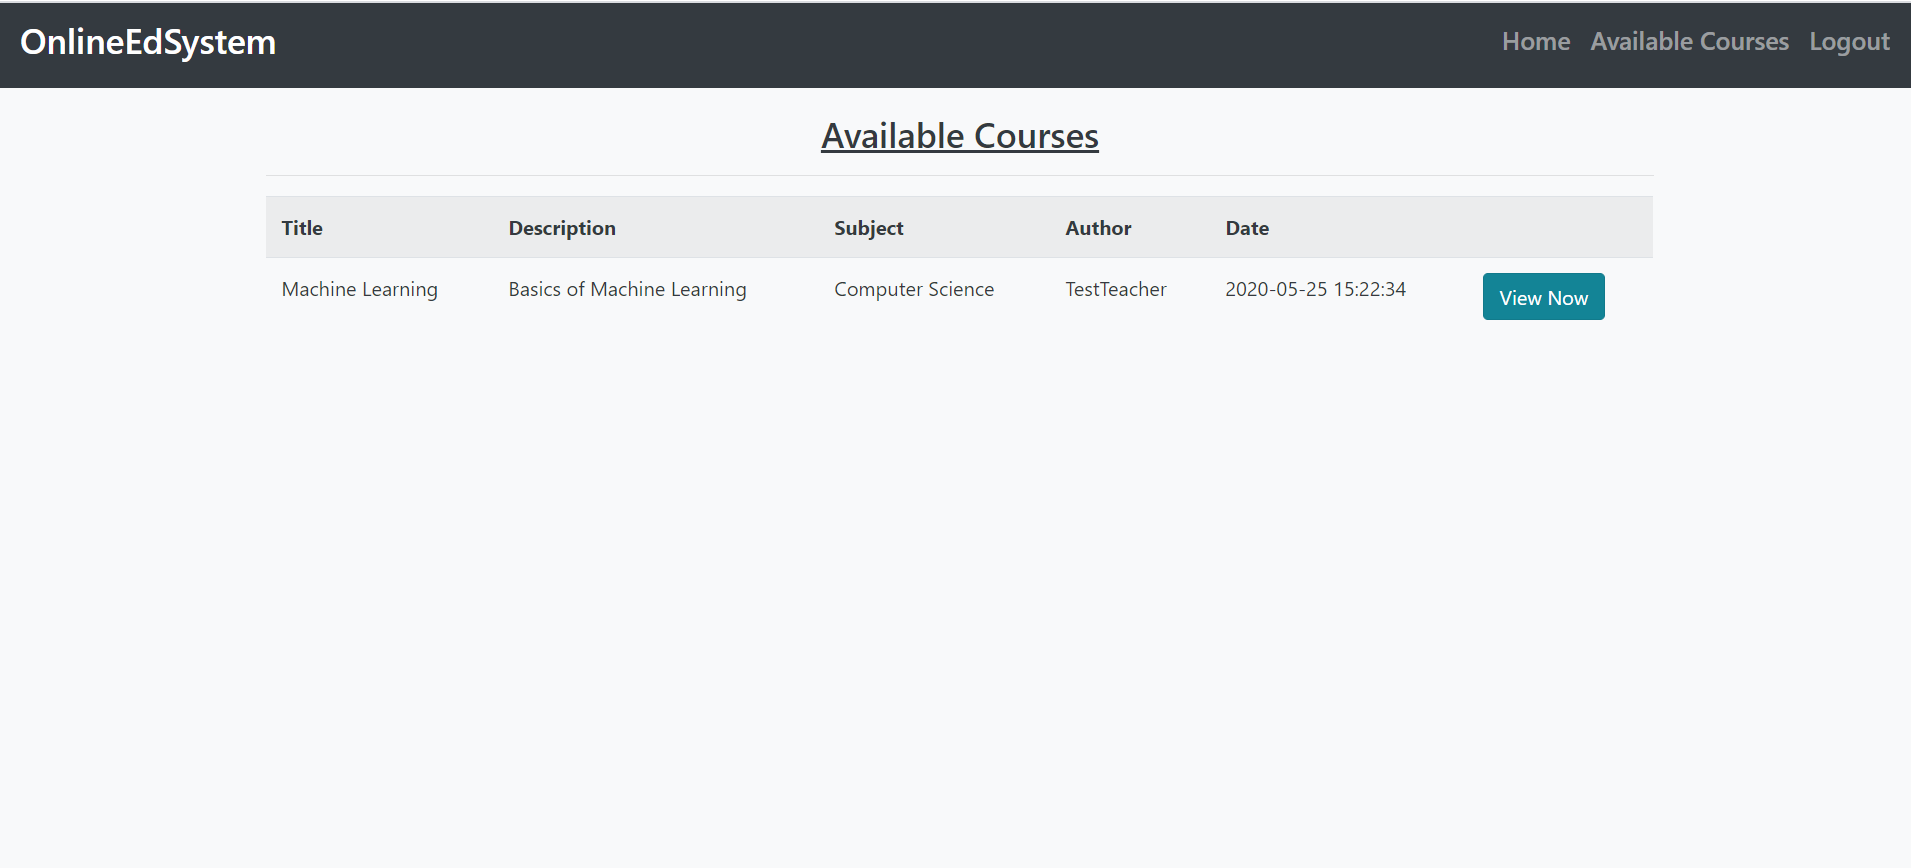 OnlineEdSystem Home Available Courses Logout
Available Courses
Title Description Subject Author Date
Machine Learning Basics of Machine Learning Computer Science TestTeacher 2020-05-25 15:22:34 View Now